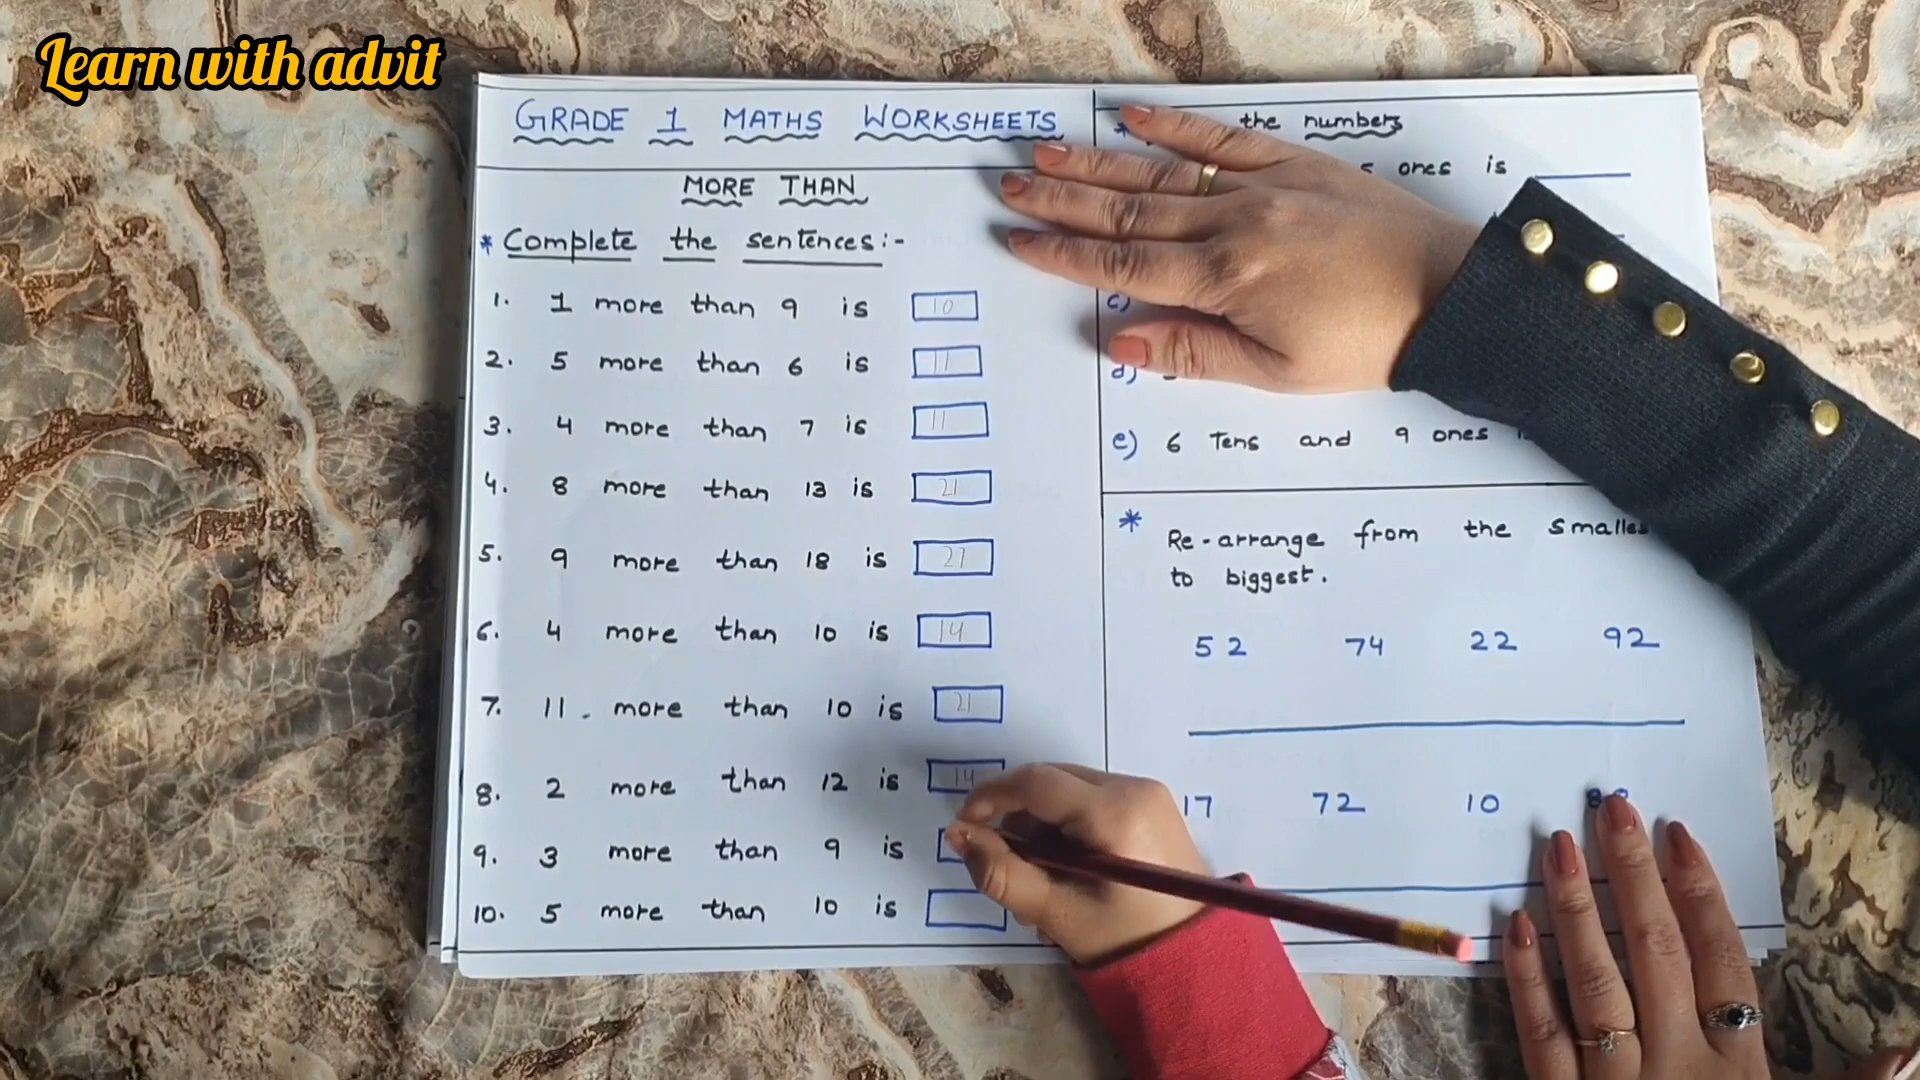 Learn with advit
GRADE 1 MATHS WORKSHEETS
MORE THAN
* Complete the sentences:-
1. 1 more than 9 is 10
2. 5 more than 6 is 11
3. 4 more than 7 is 11
4. 8 more than 13 is 21
5. 9 more than 18 is 27
6. 4 more than 10 is 14
7. 11 more than 10 is 21
8. 2 more than 12 is 14
9. 3 more than 9 is
10. 5 more than 10 is
* the numbers
ones is
c)
d)
e) 6 Tens and 9 ones
* Re-arrange from the
to biggest.
52 74 22 92
17 72 10